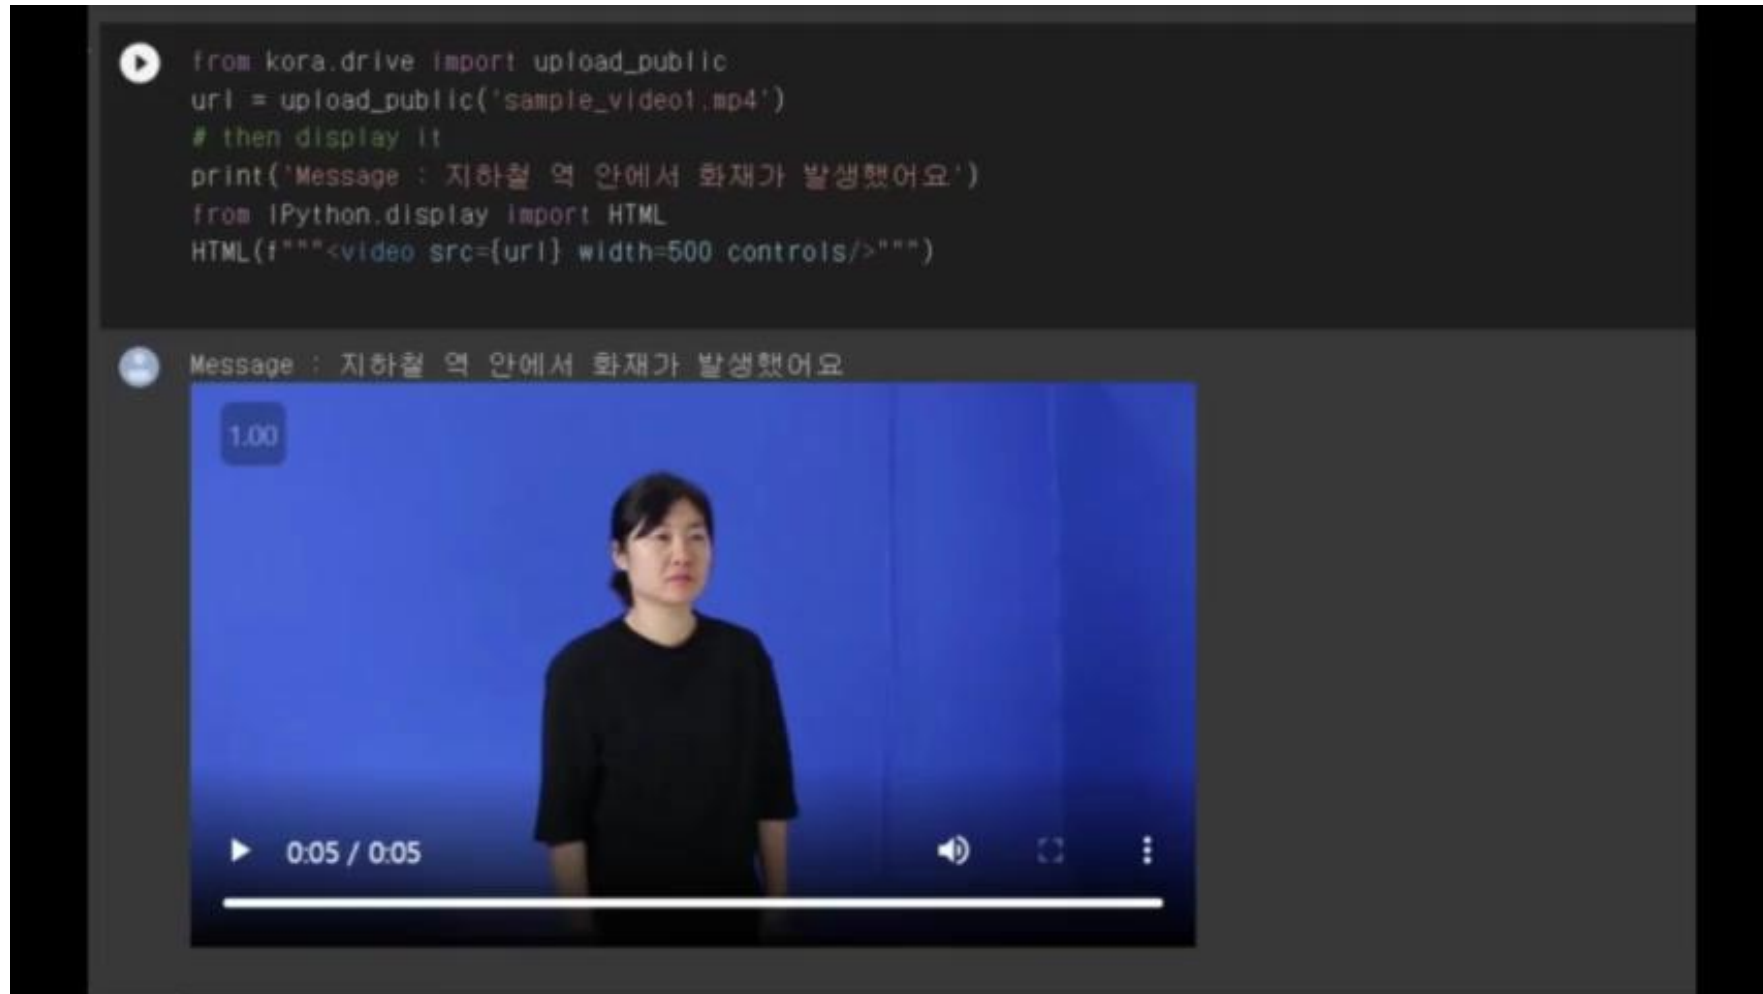 from kora.drive import upload_public
url = upload_public('sample_video1.mp4')
# then display it
print('Message : 지하철 역 안에서 화재가 발생했어요')
from IPython.display import HTML
HTML(f"""<video src={url} width=500 controls/>""")
Message : 지하철 역 안에서 화재가 발생했어요
1.00
0:05 / 0:05